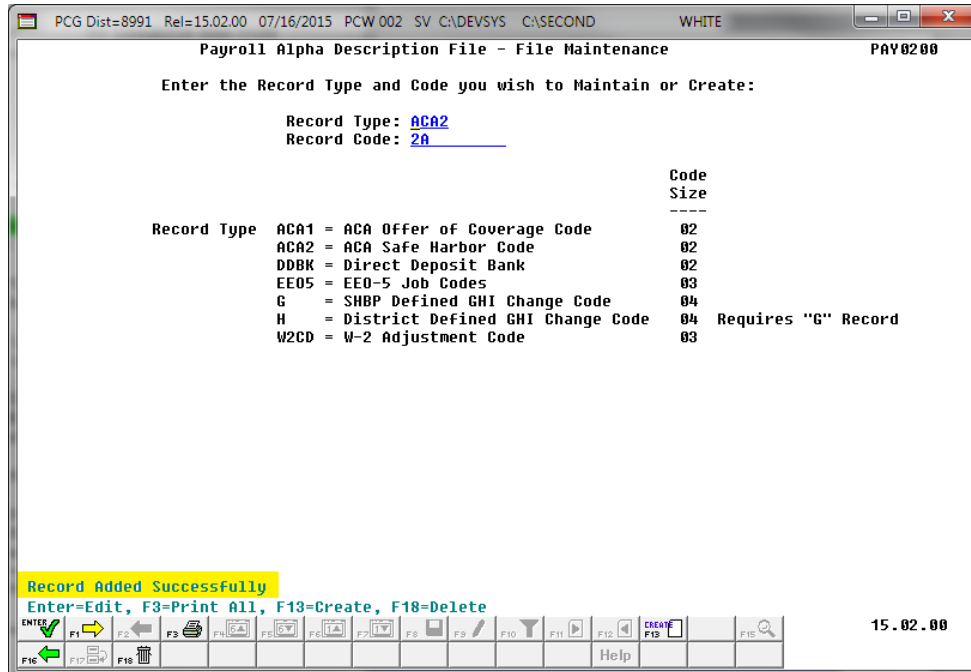 PCG Dist=8991 Rel=15.02.00 07/16/2015 PCW 002 SV C:\DEVSYS C:\SECOND WHITE
Payroll Alpha Description File - File Maintenance PAY0200
Enter the Record Type and Code you wish to Maintain or Create:
Record Type: ACA2
Record Code: 2A
Code
Size
----
Record Type ACA1 = ACA Offer of Coverage Code 02
ACA2 = ACA Safe Harbor Code 02
DDBK = Direct Deposit Bank 02
EEO5 = EEO-5 Job Codes 03
G = SHBP Defined GHI Change Code 04
H = District Defined GHI Change Code 04 Requires "G" Record
W2CD = W-2 Adjustment Code 03
Record Added Successfully
Enter=Edit, F3=Print All, F13=Create, F18=Delete
ENTER F1 F2 F3 F4 F5 F6 F7 F8 F9 F10 F11 F12 CREATE F13 F15 15.02.00
F16 F17 F18 Help